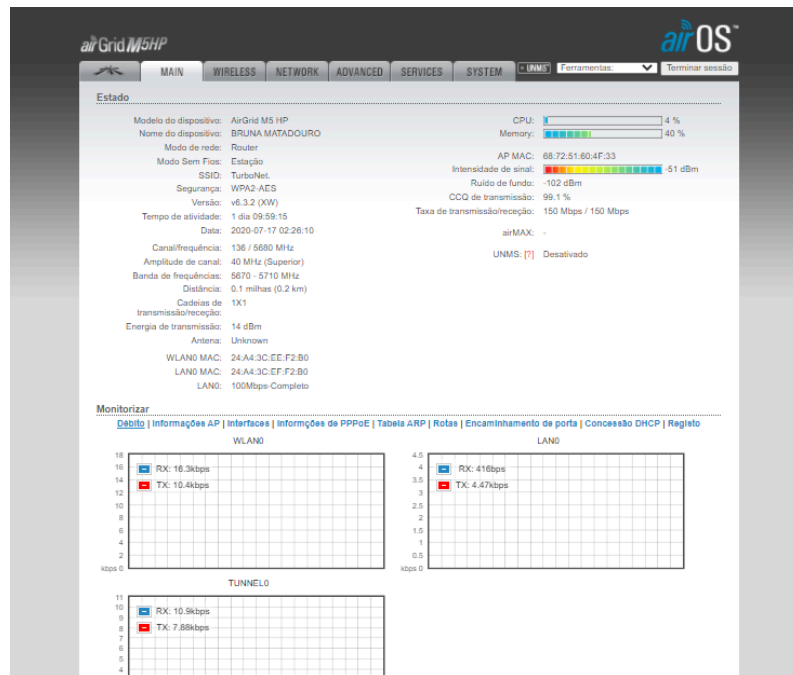 airGrid M5HP
airOS™
MAIN WIRELESS NETWORK ADVANCED SERVICES SYSTEM UNMS Ferramentas: Terminar sessão
Estado
Modelo do dispositivo: AirGrid M5 HP
Nome do dispositivo: BRUNA MATADOURO
Modo de rede: Router
Modo Sem Fios: Estação
SSID: TurboNet.
Segurança: WPA2-AES
Versão: v6.3.2 (XW)
Tempo de atividade: 1 dia 09:59:15
Data: 2020-07-17 02:26:10
Canal/frequência: 136 / 5680 MHz
Amplitude de canal: 40 MHz (Superior)
Banda de frequências: 5670 - 5710 MHz
Distância: 0.1 milhas (0.2 km)
Cadeias de transmissão/receção: 1X1
Energia de transmissão: 14 dBm
Antena: Unknown
WLAN0 MAC: 24:A4:3C:EE:F2:B0
LAN0 MAC: 24:A4:3C:EF:F2:B0
LAN0: 100Mbps-Completo
CPU: 4 %
Memory: 40 %
AP MAC: 68:72:51:60:4F:33
Intensidade de sinal: -51 dBm
Ruído de fundo: -102 dBm
CCQ de transmissão: 99.1 %
Taxa de transmissão/receção: 150 Mbps / 150 Mbps
airMAX: -
UNMS: [?] Desativado
Monitorizar
Débito | Informações AP | Interfaces | Informções de PPPoE | Tabela ARP | Rotas | Encaminhamento de porta | Concessão DHCP | Registo
WLAN0
18
16
14
12
10
8
6
4
2
kbps 0
RX: 16.3kbps
TX: 10.4kbps
LAN0
4.5
4
3.5
3
2.5
2
1.5
1
0.5
kbps 0
RX: 416bps
TX: 4.47kbps
TUNNEL0
11
10
9
8
7
6
5
4
RX: 10.9kbps
TX: 7.88kbps